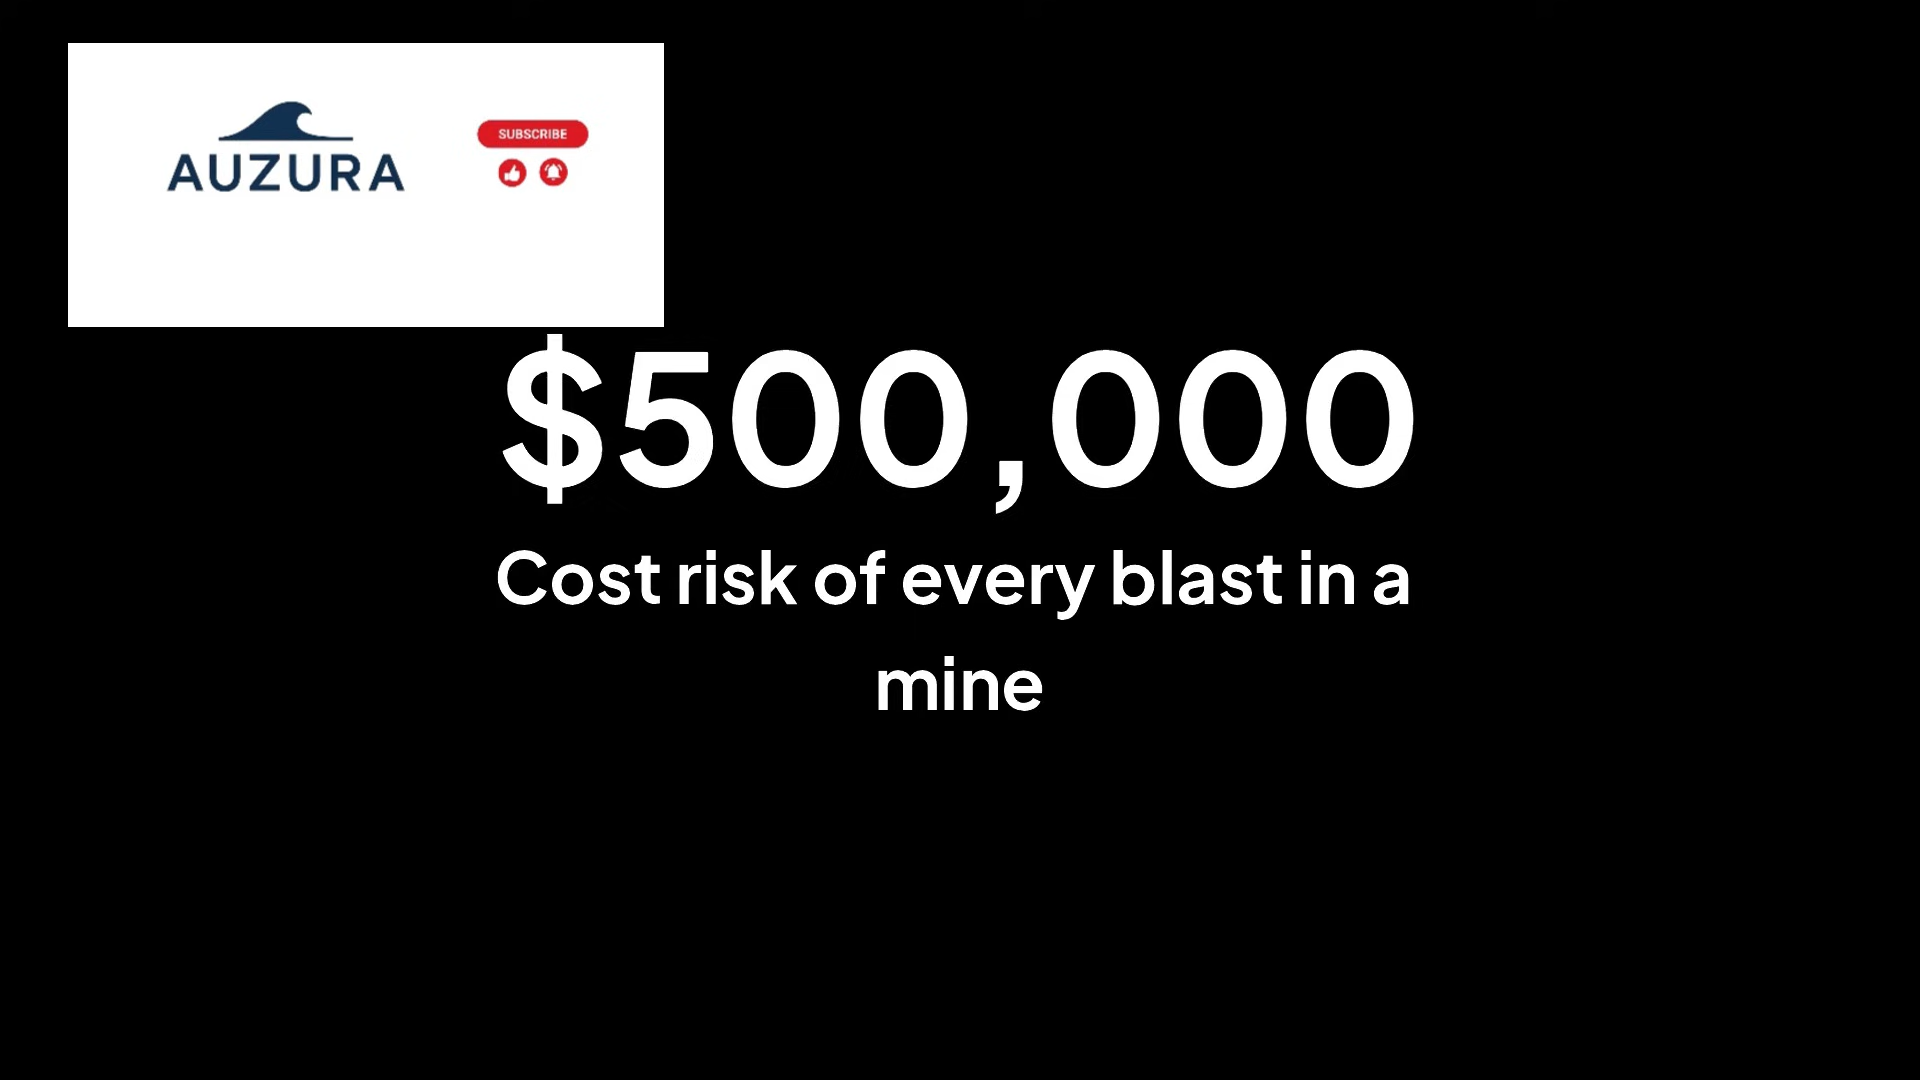 AUZURA
SUBSCRIBE
$500,000
Cost risk of every blast in a
mine